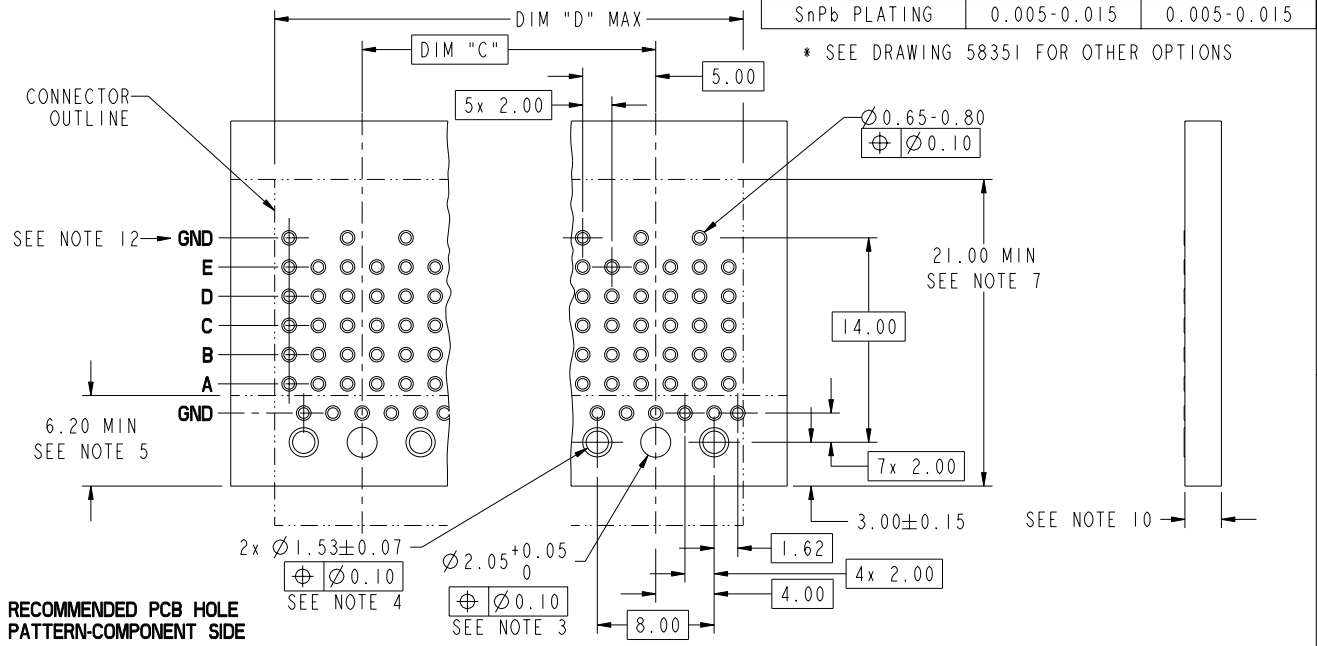 DIM "D" MAX
SnPb PLATING 0.005-0.015 0.005-0.015
DIM "C"
* SEE DRAWING 58351 FOR OTHER OPTIONS
5.00
CONNECTOR
OUTLINE
5x 2.00
Ø0.65-0.80
⌖ Ø0.10
SEE NOTE 12
GND
E
D
C
B
A
GND
21.00 MIN
SEE NOTE 7
14.00
6.20 MIN
SEE NOTE 5
7x 2.00
3.00±0.15
SEE NOTE 10
2x Ø1.53±0.07
⌖ Ø0.10
SEE NOTE 4
Ø2.05 +0.05
0
⌖ Ø0.10
SEE NOTE 3
1.62
4x 2.00
4.00
8.00
RECOMMENDED PCB HOLE
PATTERN-COMPONENT SIDE